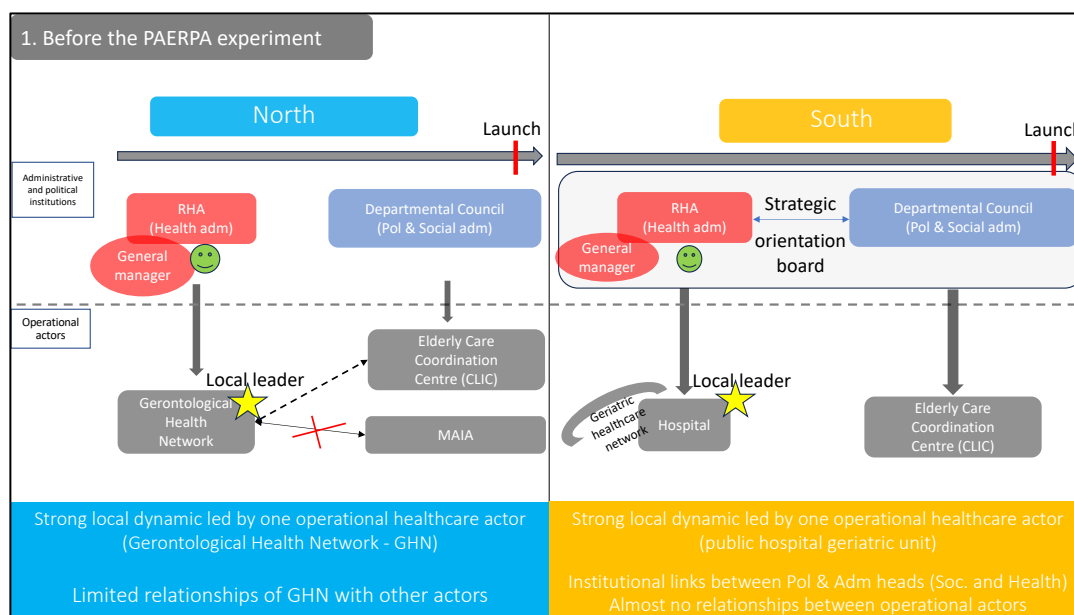 1. Before the PAERPA experiment
North
Launch
Administrative
and political
institutions
RHA
(Health adm)
General
manager
Departmental Council
(Pol & Social adm)
Operational
actors
Elderly Care
Coordination
Centre (CLIC)
Local leader
Gerontological
Health
Network
MAIA
Strong local dynamic led by one operational healthcare actor
(Gerontological Health Network - GHN)
Limited relationships of GHN with other actors
South
Launch
RHA
(Health adm)
General
manager
Strategic
orientation
board
Departmental Council
(Pol & Social adm)
Local leader
Geriatric
healthcare
network
Hospital
Elderly Care
Coordination
Centre (CLIC)
Strong local dynamic led by one operational healthcare actor
(public hospital geriatric unit)
Institutional links between Pol & Adm heads (Soc. and Health)
Almost no relationships between operational actors